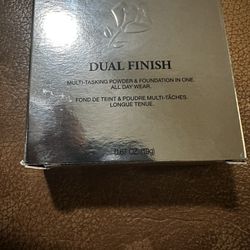 DUAL FINISH
MULTI-TASKING POWDER & FOUNDATION IN ONE.
ALL DAY WEAR.
FOND DE TEINT & POUDRE MULTI-TÂCHES.
LONGUE TENUE.